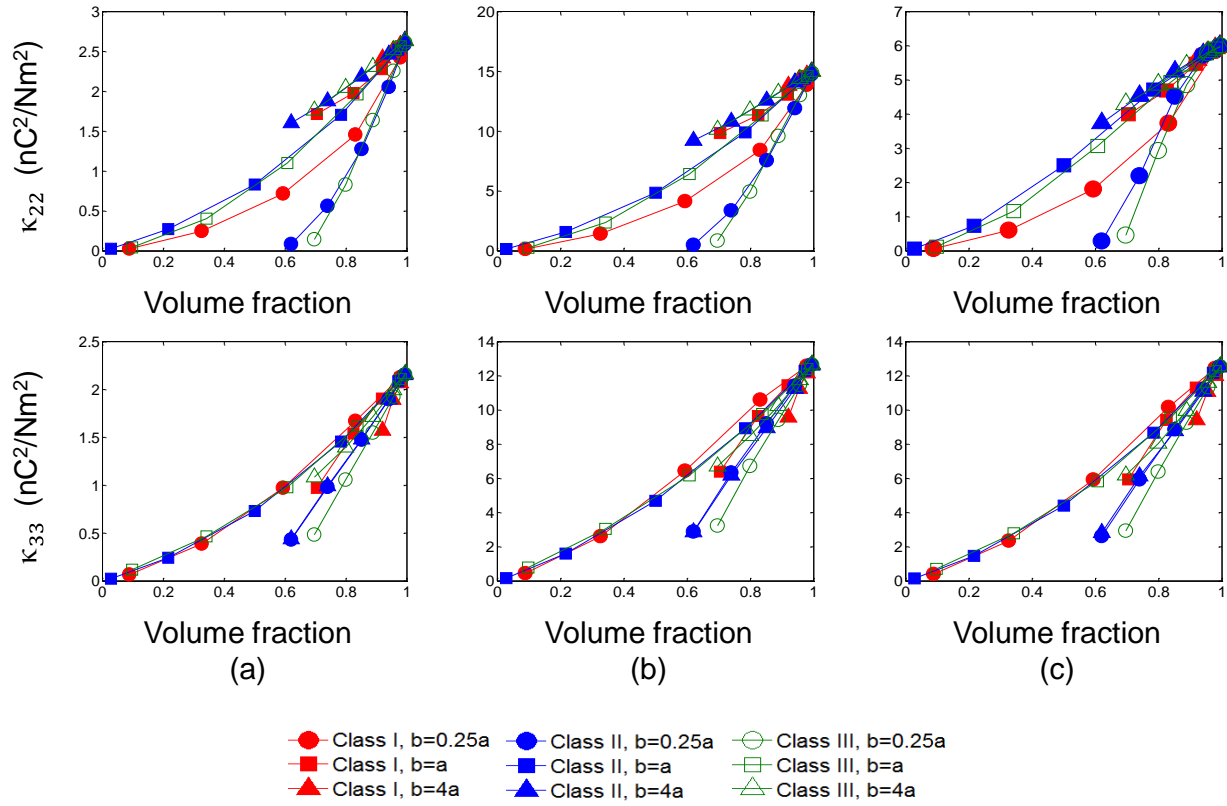 κ22 (nC2/Nm2)
3
2.5
2
1.5
1
0.5
0
0 0.2 0.4 0.6 0.8 1
Volume fraction
20
15
10
5
0
0 0.2 0.4 0.6 0.8 1
Volume fraction
7
6
5
4
3
2
1
0
0 0.2 0.4 0.6 0.8 1
Volume fraction
κ33 (nC2/Nm2)
2.5
2
1.5
1
0.5
0
0 0.2 0.4 0.6 0.8 1
Volume fraction
(a)
14
12
10
8
6
4
2
0
0 0.2 0.4 0.6 0.8 1
Volume fraction
(b)
14
12
10
8
6
4
2
0
0 0.2 0.4 0.6 0.8 1
Volume fraction
(c)
Class I, b=0.25a Class II, b=0.25a Class III, b=0.25a
Class I, b=a Class II, b=a Class III, b=a
Class I, b=4a Class II, b=4a Class III, b=4a